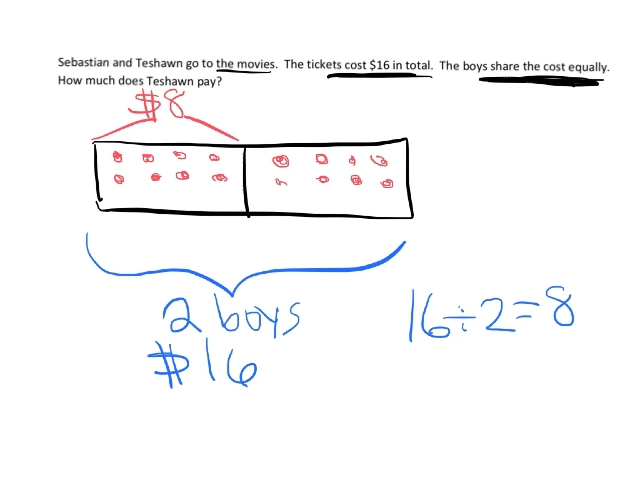 Sebastian and Teshawn go to the movies. The tickets cost $16 in total. The boys share the cost equally.
How much does Teshawn pay?
$8
2 boys
16÷2=8
$16